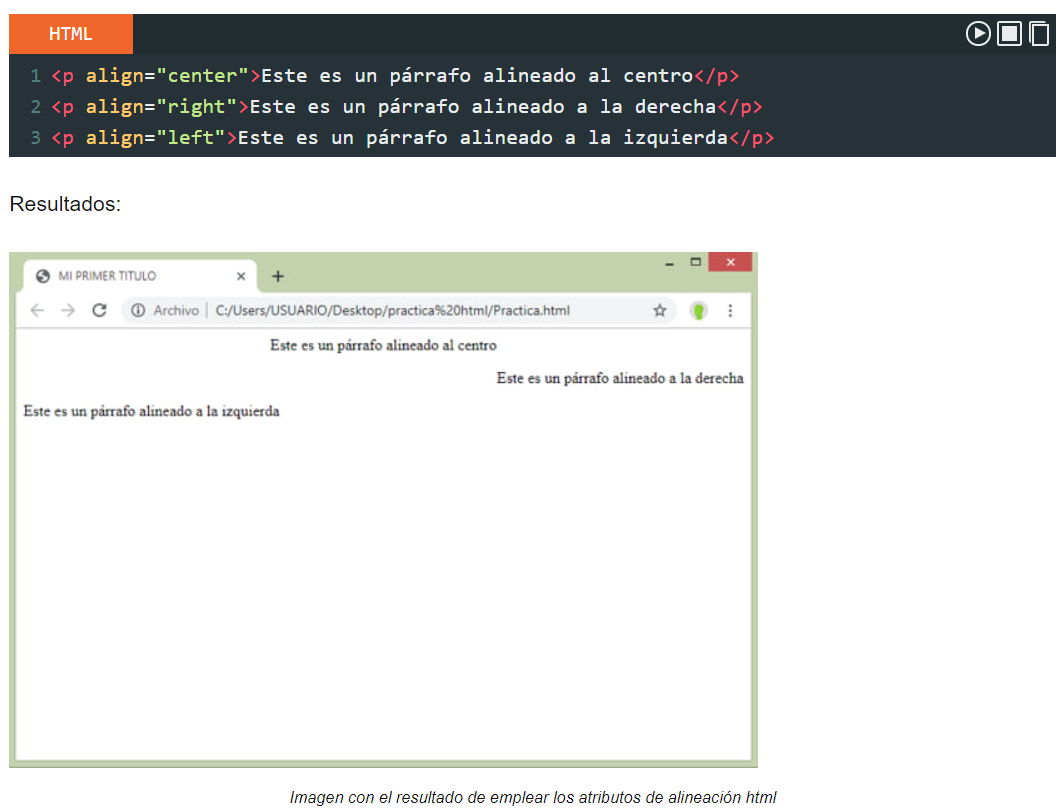 HTML
1 <p align="center">Este es un párrafo alineado al centro</p>
2 <p align="right">Este es un párrafo alineado a la derecha</p>
3 <p align="left">Este es un párrafo alineado a la izquierda</p>
Resultados:
MI PRIMER TITULO
Archivo | C:/Users/USUARIO/Desktop/practica%20html/Practica.html
Este es un párrafo alineado al centro
Este es un párrafo alineado a la derecha
Este es un párrafo alineado a la izquierda
Imagen con el resultado de emplear los atributos de alineación html